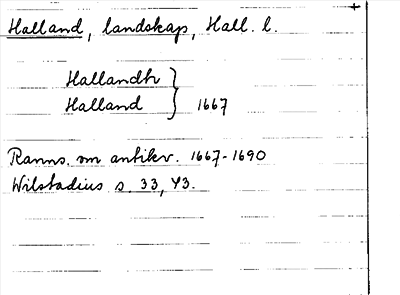 Halland, landskap, Hall. l.
Hallandh
Halland } 1667
Ranns. om antikv. 1667-1690
Wilstadius s. 33, 43.